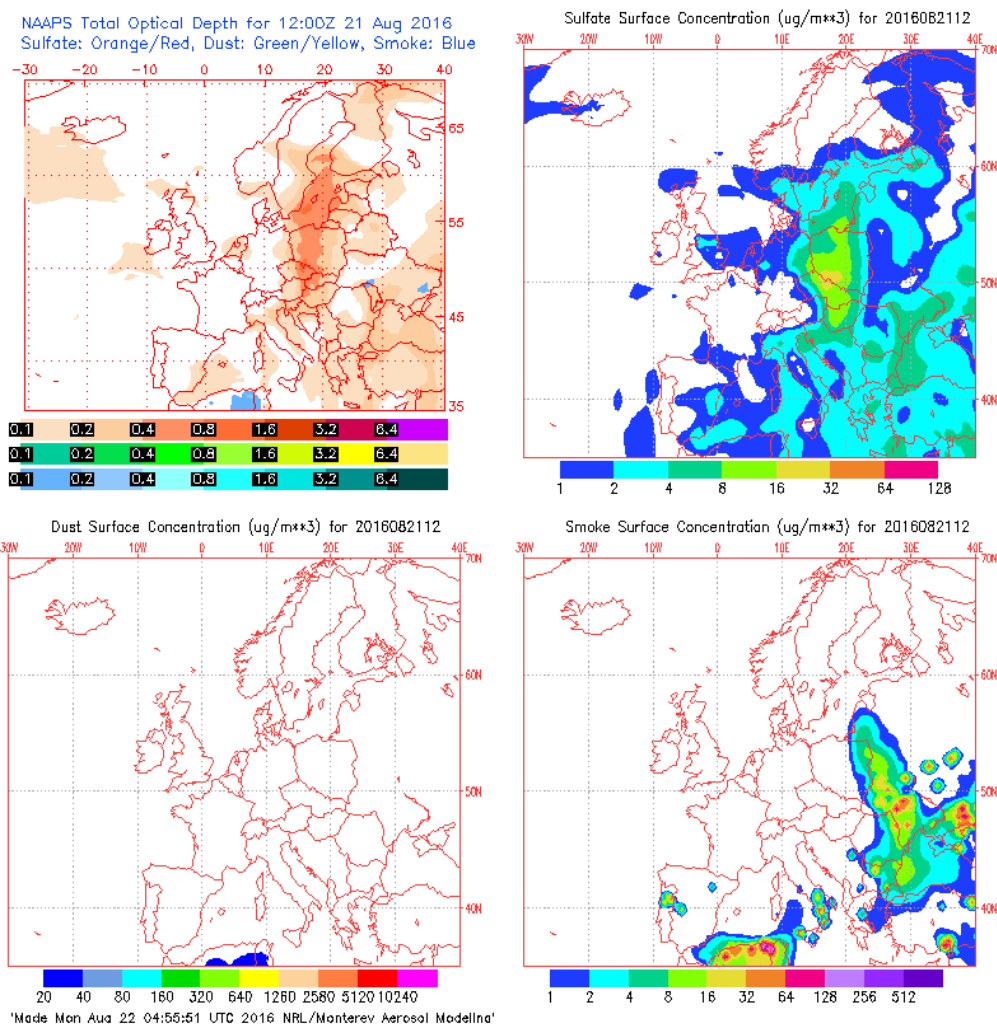 NAAPS Total Optical Depth for 12:00Z 21 Aug 2016
Sulfate: Orange/Red, Dust: Green/Yellow, Smoke: Blue
-30 -20 -10 0 10 20 30 40
65
55
45
35
0.1 0.2 0.4 0.8 1.6 3.2 6.4
0.1 0.2 0.4 0.8 1.6 3.2 6.4
0.1 0.2 0.4 0.8 1.6 3.2 6.4
Sulfate Surface Concentration (ug/m**3) for 2016082112
30W 20W 10W 0 10E 20E 30E 40E
70N
60N
50N
40N
1 2 4 8 16 32 64 128
Dust Surface Concentration (ug/m**3) for 2016082112
30W 20W 10W 0 10E 20E 30E 40E
70N
60N
50N
40N
20 40 80 160 320 640 1280 2560 5120 10240
Smoke Surface Concentration (ug/m**3) for 2016082112
30W 20W 10W 0 10E 20E 30E 40E
70N
60N
50N
40N
1 2 4 8 16 32 64 128 256 512
'Made Mon Aug 22 04:55:51 UTC 2016 NRL/Monterey Aerosol Modeling'